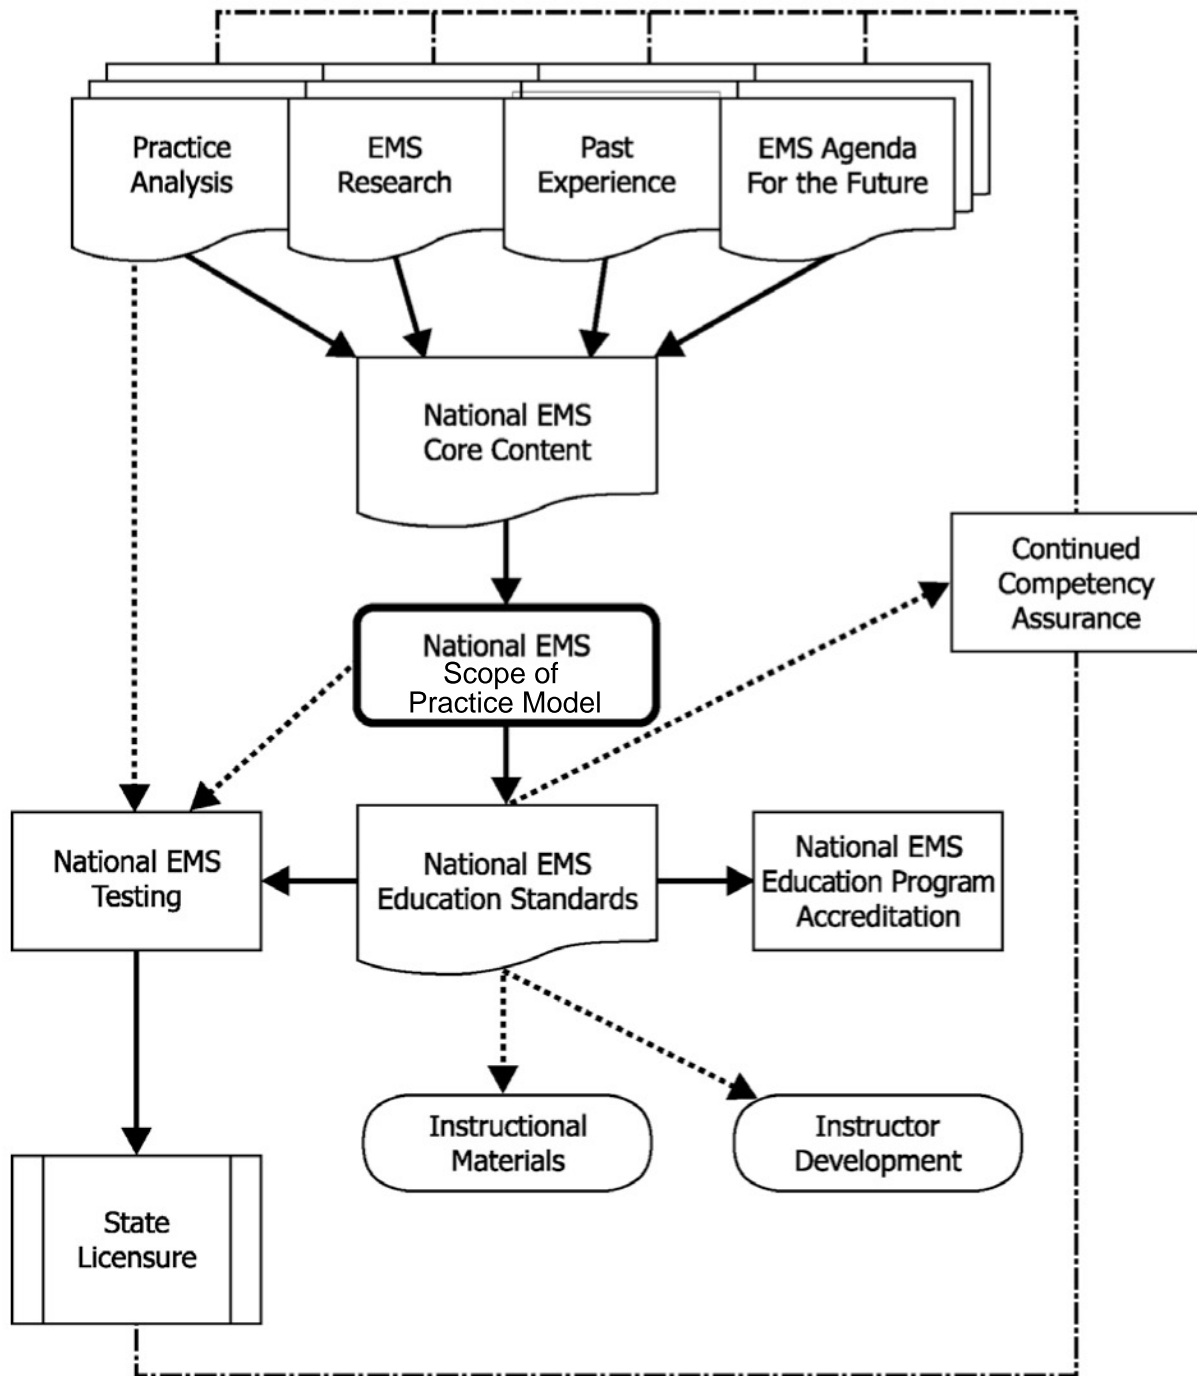 Practice
Analysis
EMS
Research
Past
Experience
EMS Agenda
For the Future
National EMS
Core Content
Continued
Competency
Assurance
National EMS
Scope of
Practice Model
National EMS
Testing
National EMS
Education Standards
National EMS
Education Program
Accreditation
Instructional
Materials
Instructor
Development
State
Licensure